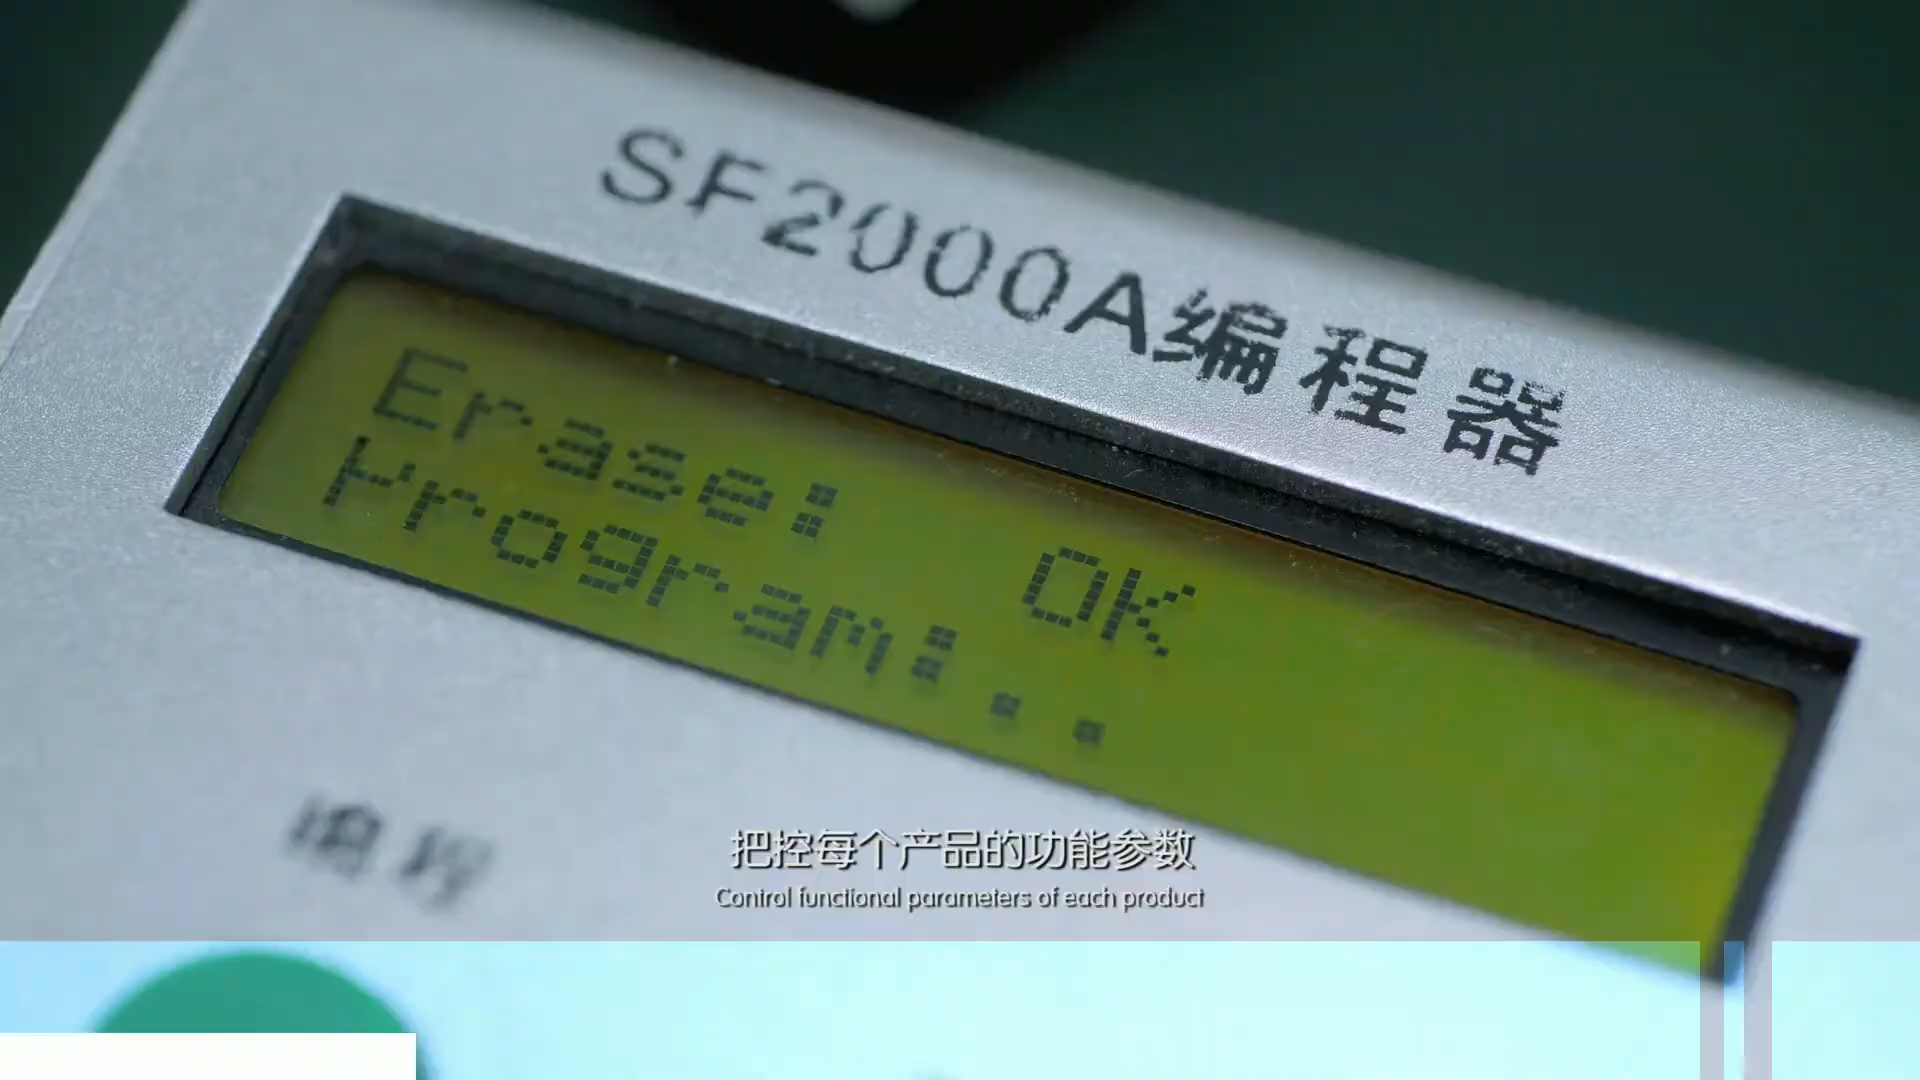 SF2000A编程器
Erase: OK
Program:..
编程
把控每个产品的功能参数
Control functional parameters of each product